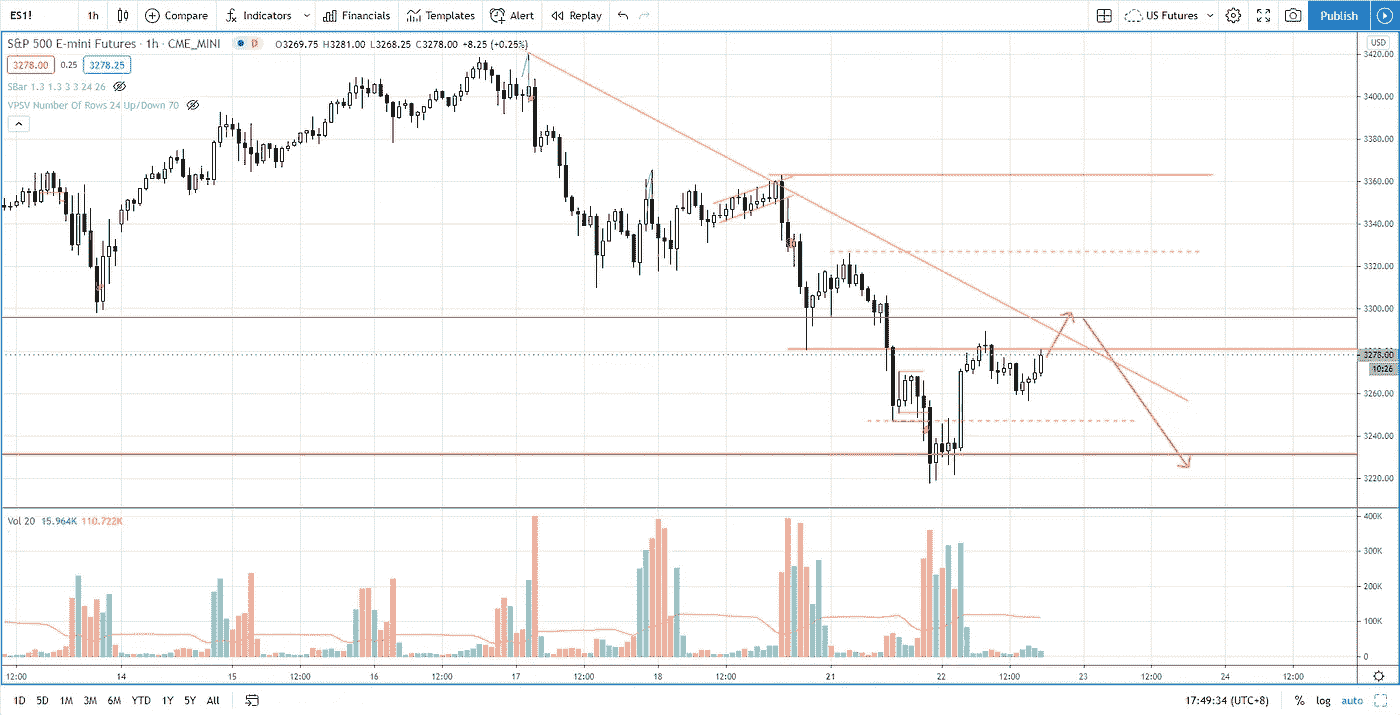 ES1! 1h Compare Indicators Financials Templates Alert Replay US Futures Publish
S&P 500 E-mini Futures · 1h · CME_MINI D O3269.75 H3281.00 L3268.25 C3278.00 +8.25 (+0.25%) USD
3278.00 0.25 3278.25
SBar 1.3 1.3 3 3 24 26
VPSV Number Of Rows 24 Up/Down 70
3420.00
3400.00
3380.00
3360.00
3340.00
3320.00
3300.00
3278.00
10:26
3260.00
3240.00
3220.00
Vol 20 15.964K 110.722K
400K
300K
200K
100K
0
12:00 14 15 12:00 16 12:00 17 12:00 18 12:00 21 22 12:00 23 12:00 24 12:00
1D 5D 1M 3M 6M YTD 1Y 5Y All 17:49:34 (UTC+8) % log auto